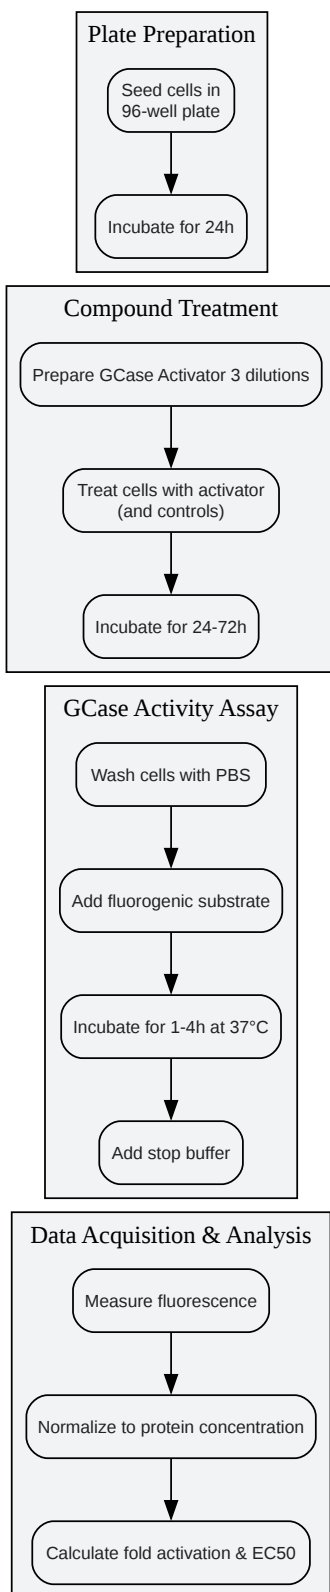 Plate Preparation
Seed cells in
96-well plate
Incubate for 24h
Compound Treatment
Prepare GCase Activator 3 dilutions
Treat cells with activator
(and controls)
Incubate for 24-72h
GCase Activity Assay
Wash cells with PBS
Add fluorogenic substrate
Incubate for 1-4h at 37°C
Add stop buffer
Data Acquisition & Analysis
Measure fluorescence
Normalize to protein concentration
Calculate fold activation & EC50